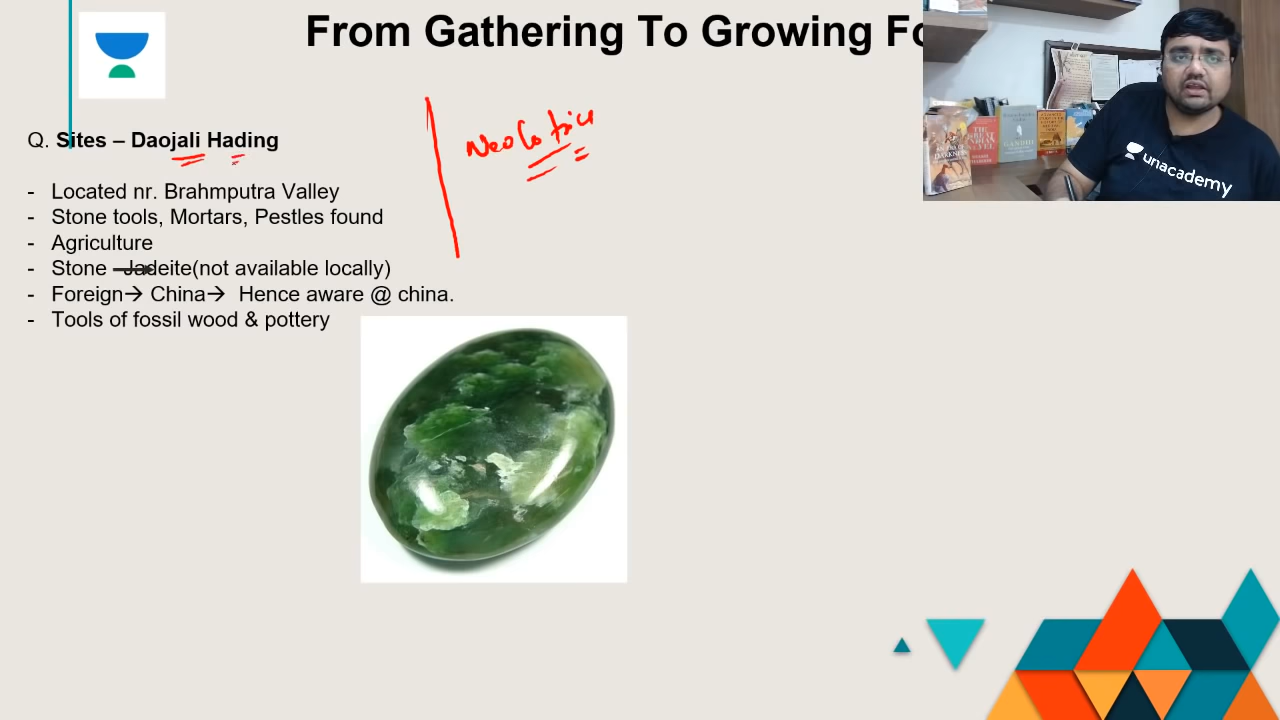 From Gathering To Growing Fo
Q. Sites – Daojali Hading
- Located nr. Brahmputra Valley
- Stone tools, Mortars, Pestles found
- Agriculture
- Stone Jadeite(not available locally)
- Foreign→ China→ Hence aware @ china.
- Tools of fossil wood & pottery
unacademy